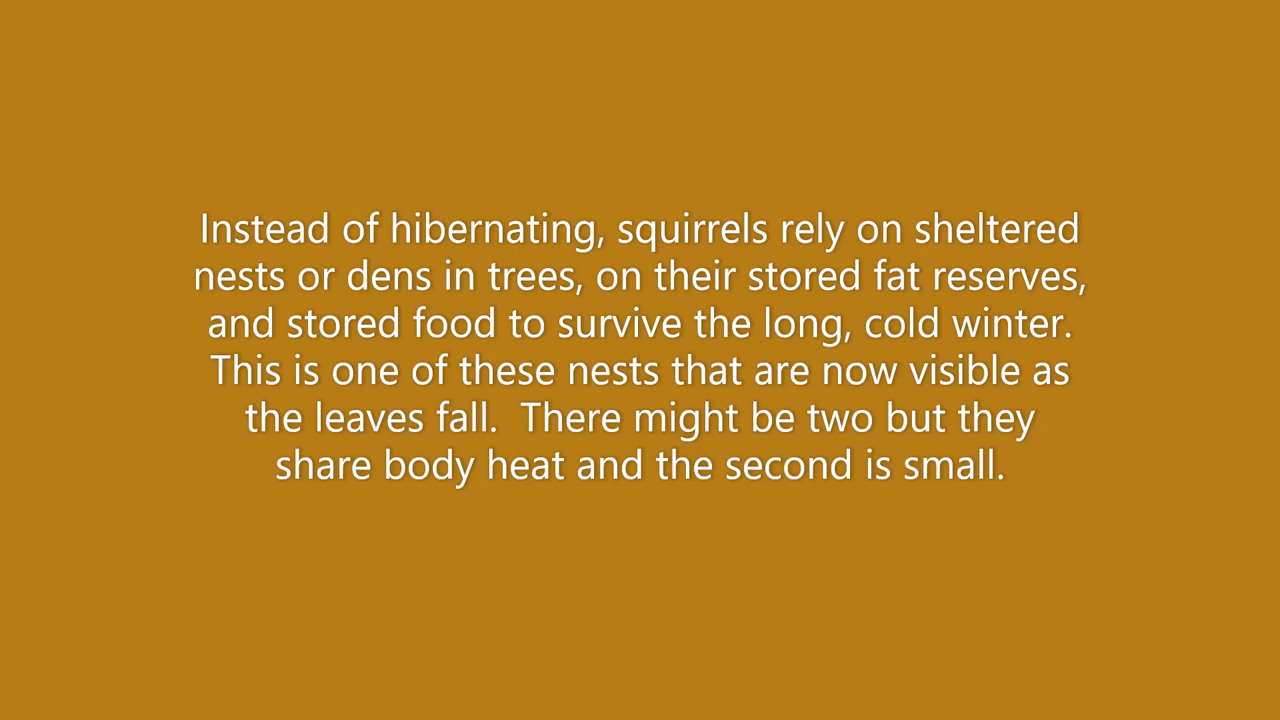 Instead of hibernating, squirrels rely on sheltered
nests or dens in trees, on their stored fat reserves,
and stored food to survive the long, cold winter.
This is one of these nests that are now visible as
the leaves fall.  There might be two but they
share body heat and the second is small.